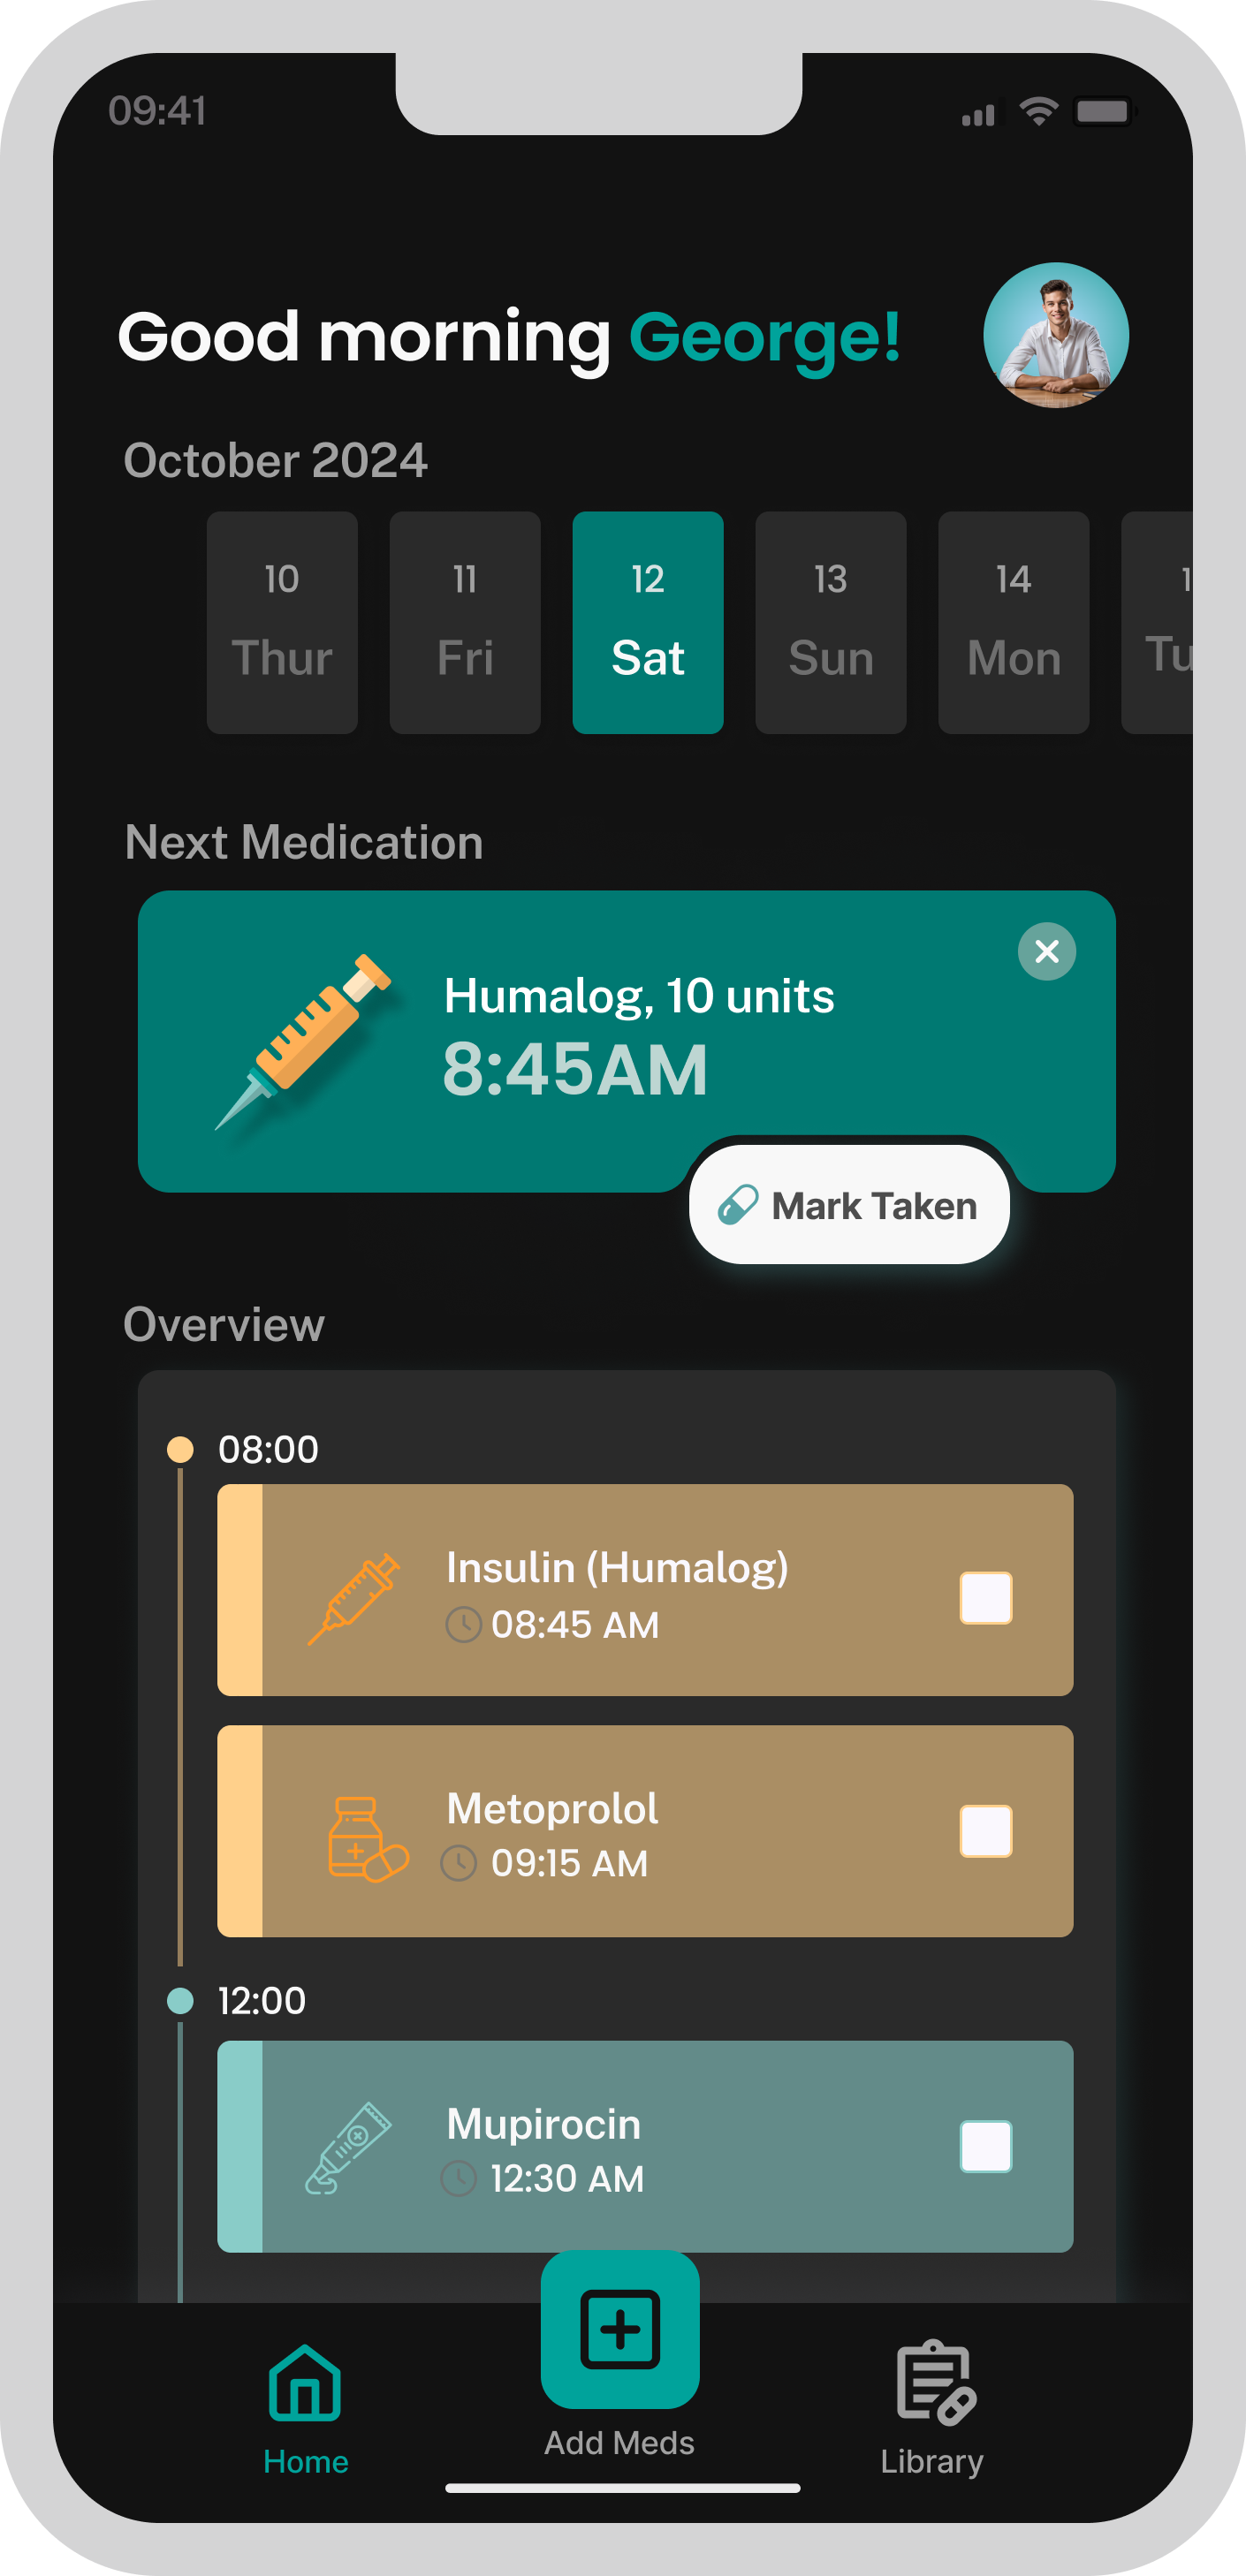 09:41
Good morning George!
October 2024
10 11 12 13 14 1
Thur Fri Sat Sun Mon Tu
Next Medication
Humalog, 10 units
8:45AM
Mark Taken
Overview
08:00
Insulin (Humalog)
08:45 AM
Metoprolol
09:15 AM
12:00
Mupirocin
12:30 AM
Add Meds
Home
Library